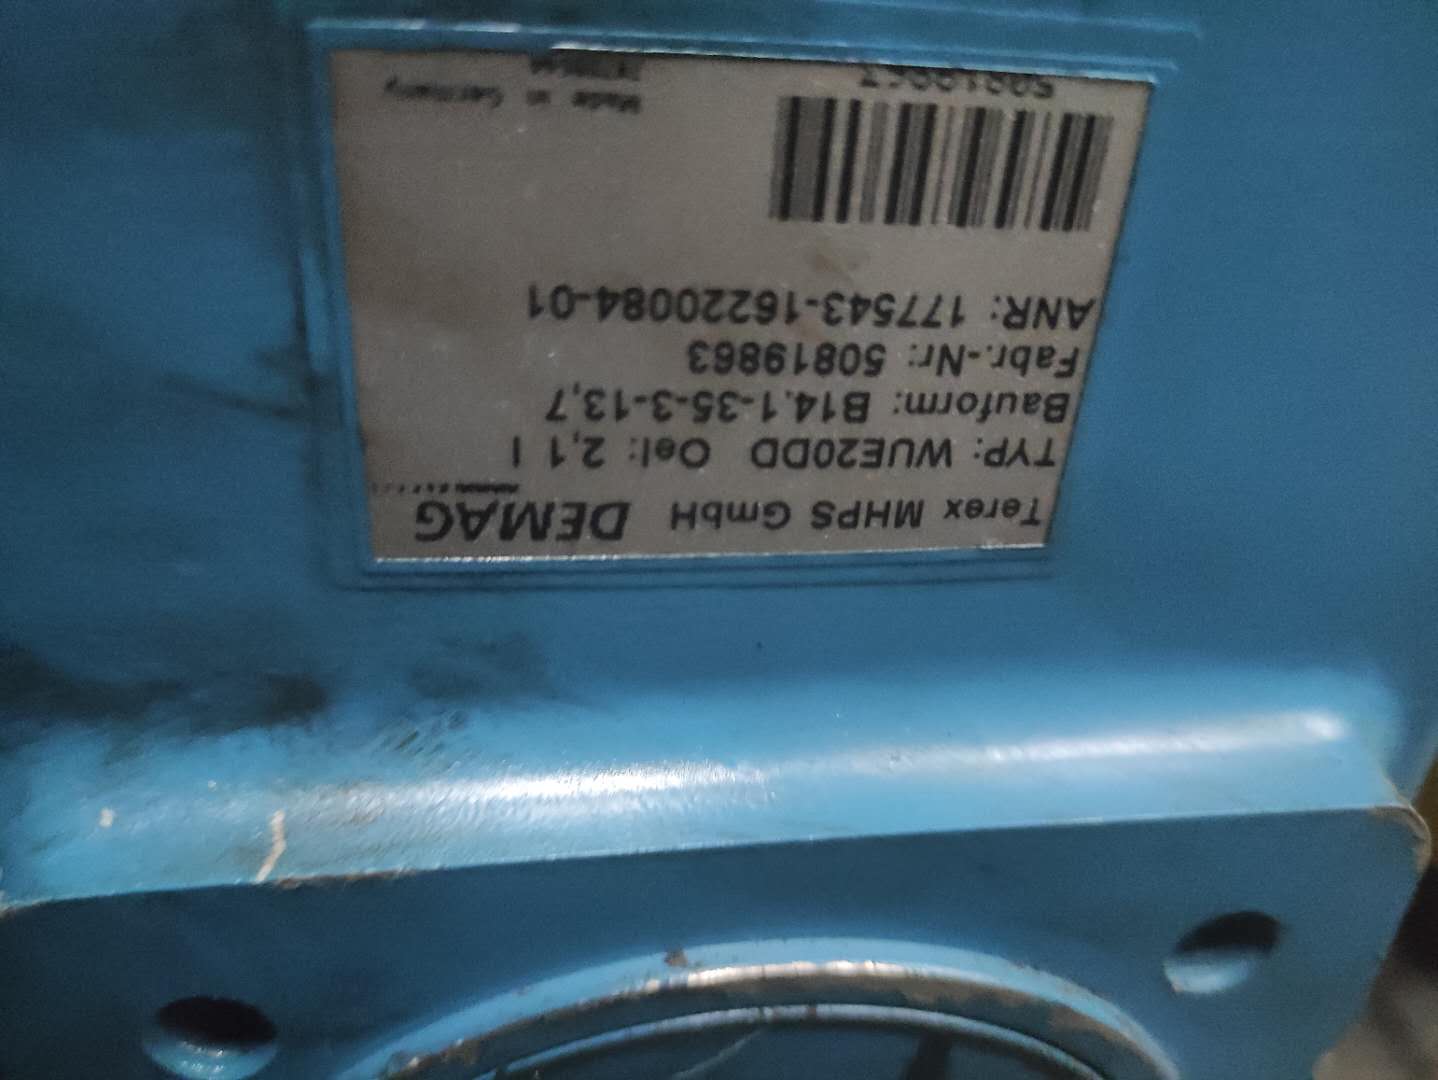 Terex MHPS GmbH DEMAG
TYP: WUE20DD Oel: 2,1 l
Bauform: B14.1-35-3-13,7
Fabr.-Nr: 50819863
ANR: 177543-16220084-01
Made in Germany